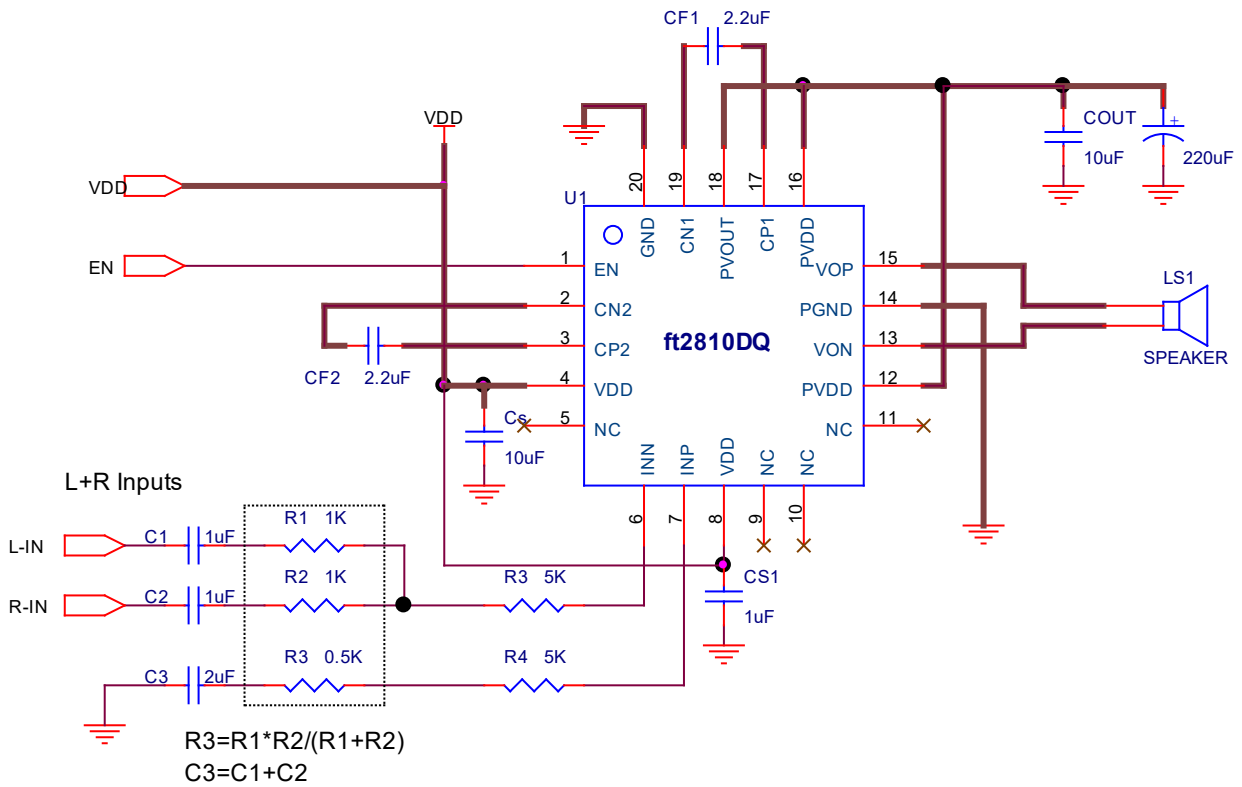 CF1 2.2uF
VDD
COUT
+
10uF
220uF
VDD
U1
20
19
18
17
16
GND
CN1
PVOUT
CP1
PVDD
EN
1
EN
VOP
15
LS1
2
CN2
PGND
14
ft2810DQ
3
CP2
VON
13
SPEAKER
CF2 2.2uF
4
VDD
PVDD
12
Cs
5
NC
NC
11
10uF
INN
INP
VDD
NC
NC
6
7
8
9
10
L+R Inputs
R1 1K
L-IN
C1
1uF
R2 1K
R3 5K
CS1
R-IN
C2
1uF
1uF
R3 0.5K
R4 5K
C3
2uF
R3=R1*R2/(R1+R2)
C3=C1+C2